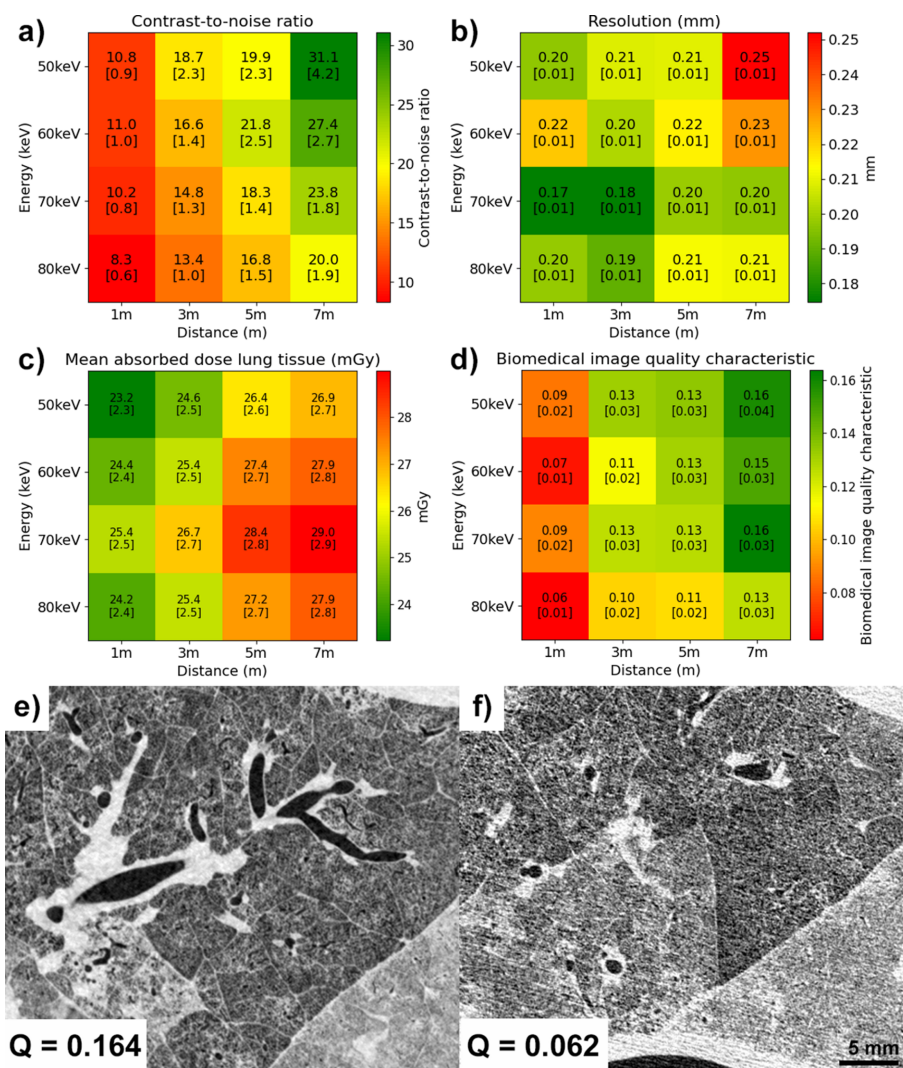 a)
Contrast-to-noise ratio
50keV 10.8 18.7 19.9 31.1
[0.9] [2.3] [2.3] [4.2]
60keV 11.0 16.6 21.8 27.4
[1.0] [1.4] [2.5] [2.7]
70keV 10.2 14.8 18.3 23.8
[0.8] [1.3] [1.4] [1.8]
80keV 8.3 13.4 16.8 20.0
[0.6] [1.0] [1.5] [1.9]
1m 3m 5m 7m
Distance (m)
Energy (keV)
30
25
20
15
10
Contrast-to-noise ratio
b)
Resolution (mm)
50keV 0.20 0.21 0.21 0.25
[0.01] [0.01] [0.01] [0.01]
60keV 0.22 0.20 0.22 0.23
[0.01] [0.01] [0.01] [0.01]
70keV 0.17 0.18 0.20 0.20
[0.01] [0.01] [0.01] [0.01]
80keV 0.20 0.19 0.21 0.21
[0.01] [0.01] [0.01] [0.01]
1m 3m 5m 7m
Distance (m)
Energy (keV)
0.25
0.24
0.23
0.22
0.21
0.20
0.19
0.18
mm
c)
Mean absorbed dose lung tissue (mGy)
50keV 23.2 24.6 26.4 26.9
[2.3] [2.5] [2.6] [2.7]
60keV 24.4 25.4 27.4 27.9
[2.4] [2.5] [2.7] [2.8]
70keV 25.4 26.7 28.4 29.0
[2.5] [2.7] [2.8] [2.9]
80keV 24.2 25.4 27.2 27.9
[2.4] [2.5] [2.7] [2.8]
1m 3m 5m 7m
Distance (m)
Energy (keV)
28
27
26
25
24
mGy
d)
Biomedical image quality characteristic
50keV 0.09 0.13 0.13 0.16
[0.02] [0.03] [0.03] [0.04]
60keV 0.07 0.11 0.13 0.15
[0.01] [0.02] [0.03] [0.03]
70keV 0.09 0.13 0.13 0.16
[0.02] [0.03] [0.03] [0.03]
80keV 0.06 0.10 0.11 0.13
[0.01] [0.02] [0.02] [0.03]
1m 3m 5m 7m
Distance (m)
Energy (keV)
0.16
0.14
0.12
0.10
0.08
Biomedical image quality characteristic
e)
Q = 0.164
f)
Q = 0.062
5 mm